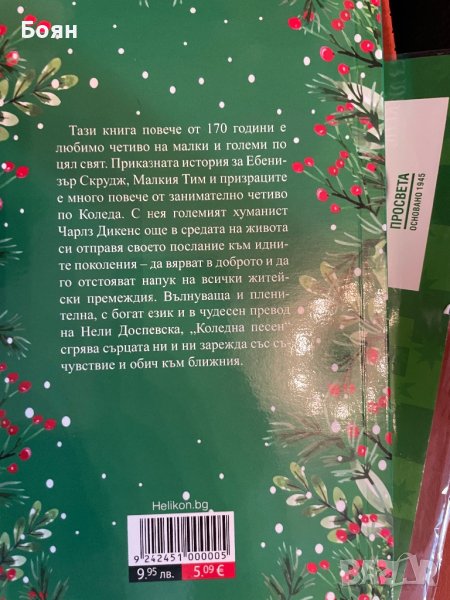 Боян
Тази книга повече от 170 години е
любимо четиво на малки и големи по
цял свят. Приказната история за Ебени-
зър Скрудж, Малкия Тим и призраците
е много повече от занимателно четиво
по Коледа. С нея големият хуманист
Чарлз Дикенс още в средата на живота
си отправя своето послание към идни-
те поколения – да вярват в доброто и да
го отстояват напук на всички житей-
ски премеждия. Вълнуваща и плени-
телна, с богат език и в чудесен превод
на Нели Доспевска, „Коледна песен“
сгрява сърцата ни и ни зарежда със съ-
чувствие и обич към ближния.
Helikon.bg
9 242451 000005
9.95 лв. 5.09 €
ПРОСВЕТА
ОСНОВАНО 1945
BAZAR